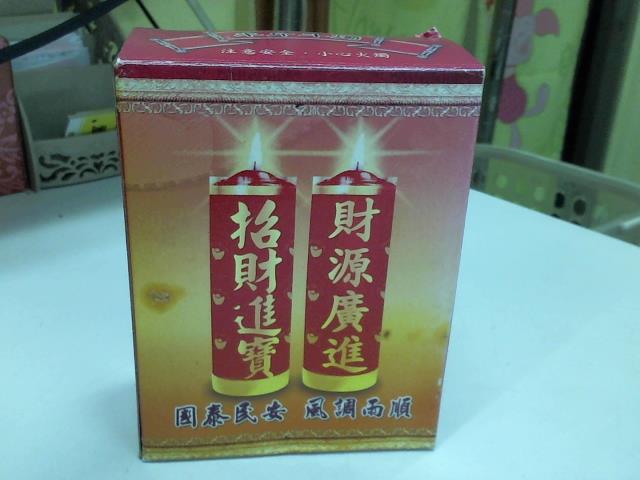 注意安全．小心火燭
招財進寶
財源廣進
國泰民安 風調雨順